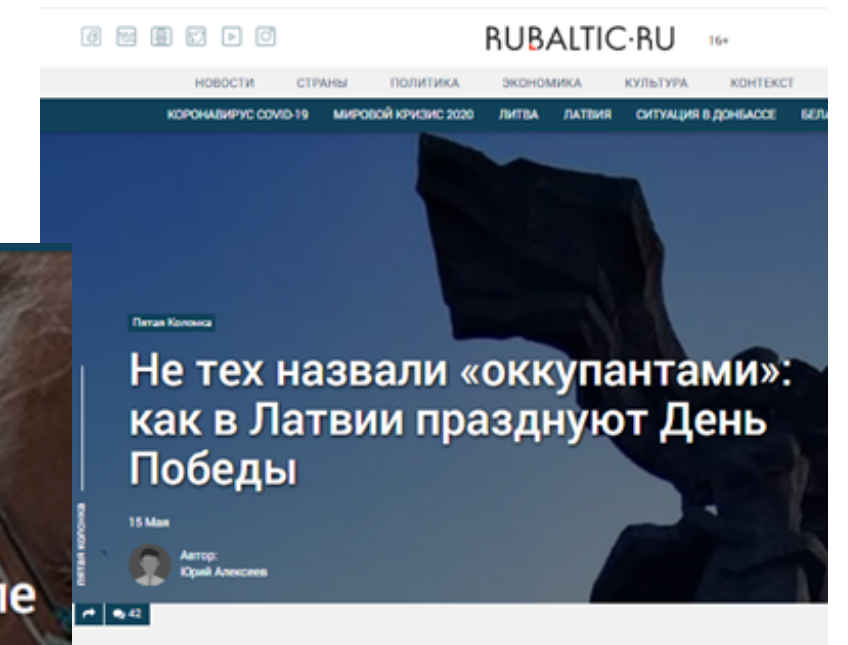 RUBALTIC·RU 16+
НОВОСТИ СТРАНЫ ПОЛИТИКА ЭКОНОМИКА КУЛЬТУРА КОНТЕКСТ
КОРОНАВИРУС COVID-19 МИРОВОЙ КРИЗИС 2020 ЛИТВА ЛАТВИЯ СИТУАЦИЯ В ДОНБАССЕ БЕЛА
Пятая Колонка
Не тех назвали «оккупантами»:
как в Латвии празднуют День
Победы
15 Мая
Автор:
Юрий Алексеев
пятая колонка
42